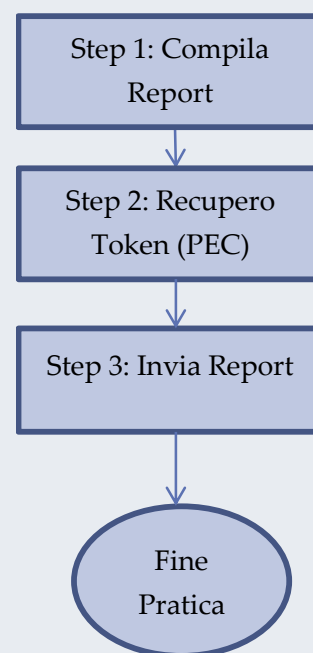 Step 1: Compila
Report
Step 2: Recupero
Token (PEC)
Step 3: Invia Report
Fine
Pratica